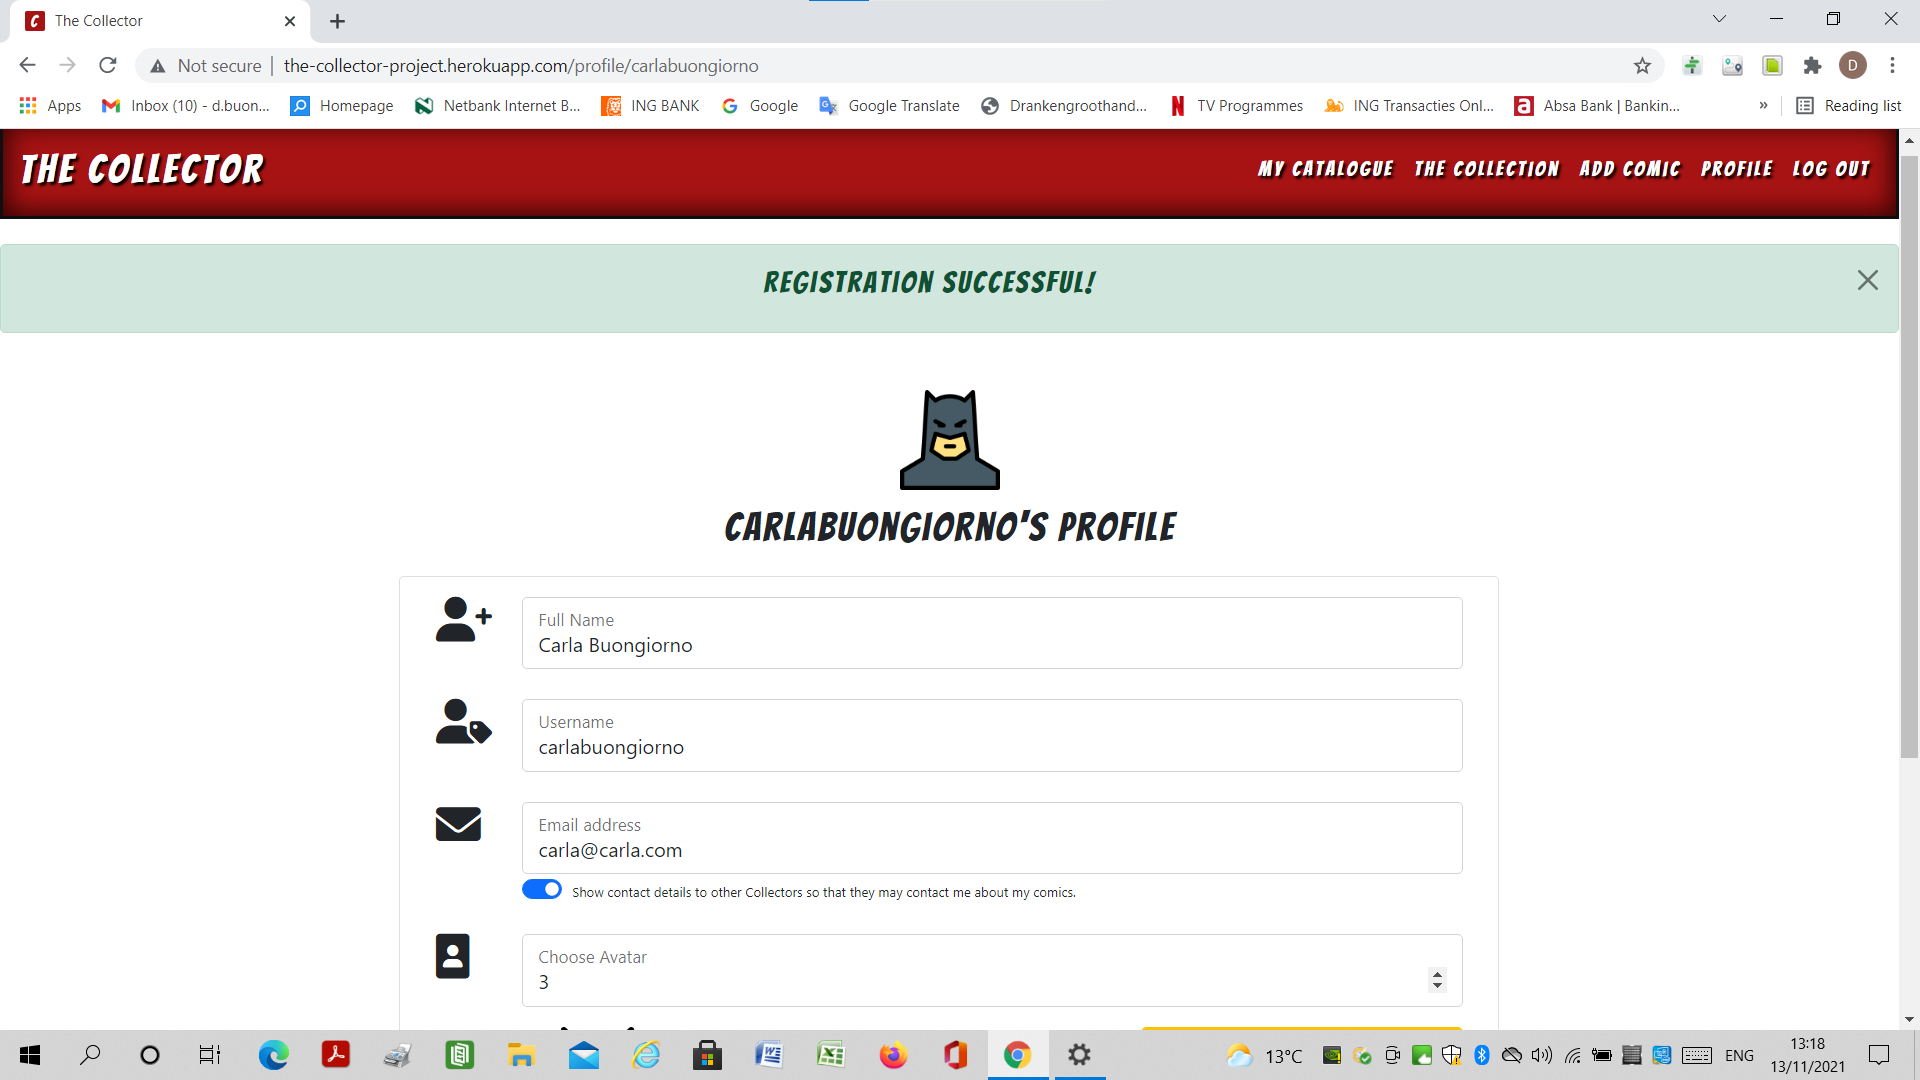 The Collector
Not secure | the-collector-project.herokuapp.com/profile/carlabuongiorno
D
Apps Inbox (10) - d.buon... Homepage Netbank Internet B... ING BANK Google Google Translate Drankengroothand... TV Programmes ING Transacties Onl... Absa Bank | Bankin... » Reading list
THE COLLECTOR
MY CATALOGUE THE COLLECTION ADD COMIC PROFILE LOG OUT
REGISTRATION SUCCESSFUL!
CARLABUONGIORNO'S PROFILE
Full Name
Carla Buongiorno
Username
carlabuongiorno
Email address
carla@carla.com
Show contact details to other Collectors so that they may contact me about my comics.
Choose Avatar
3
13°C ENG 13:18
13/11/2021